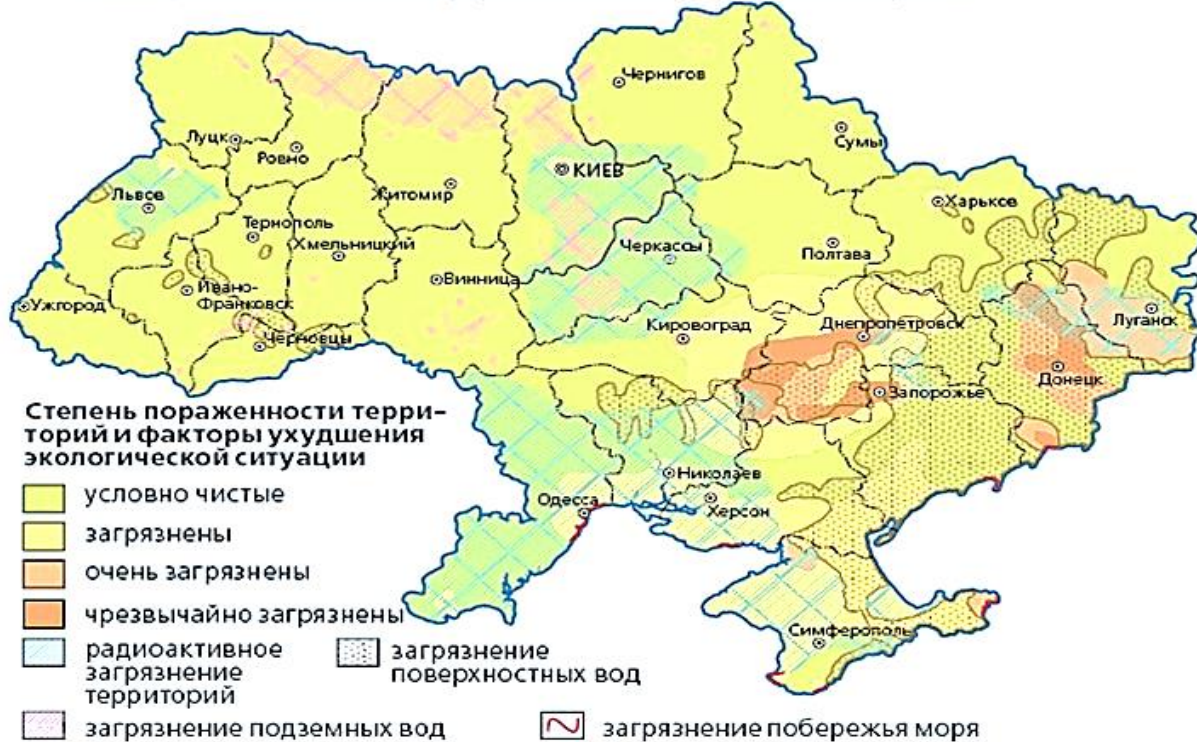 Чернигов
Луцк
Ровно
Сумы
КИЕВ
Львов
Житомир
Харьков
Тернополь
Хмельницкий
Черкассы
Полтава
Винница
Ивано-
Франковск
Ужгород
Кировоград
Днепропетровск
Луганск
Черновцы
Донецк
Запорожье
Николаев
Одесса
Херсон
Симферополь
Степень пораженности терри-
торий и факторы ухудшения
экологической ситуации
условно чистые
загрязнены
очень загрязнены
чрезвычайно загрязнены
радиоактивное
загрязнение
территорий
загрязнение
поверхностных вод
загрязнение подземных вод
загрязнение побережья моря